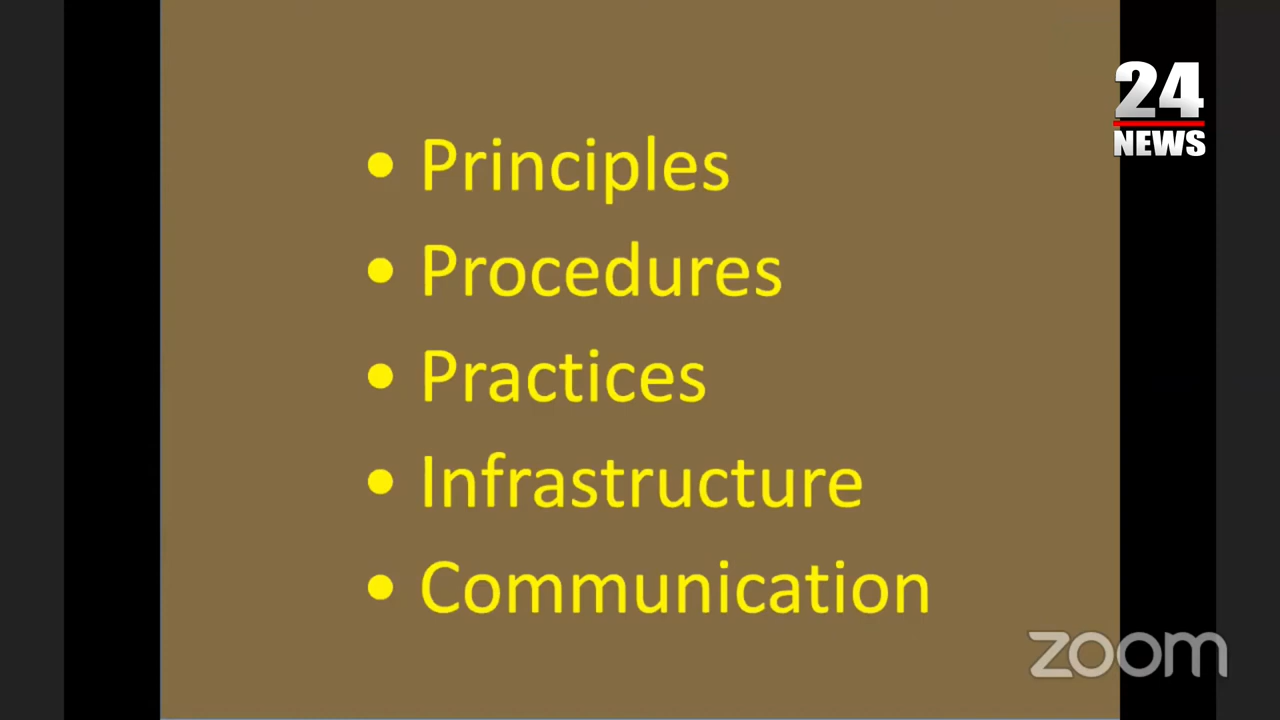 24
NEWS
• Principles
• Procedures
• Practices
• Infrastructure
• Communication
zoom